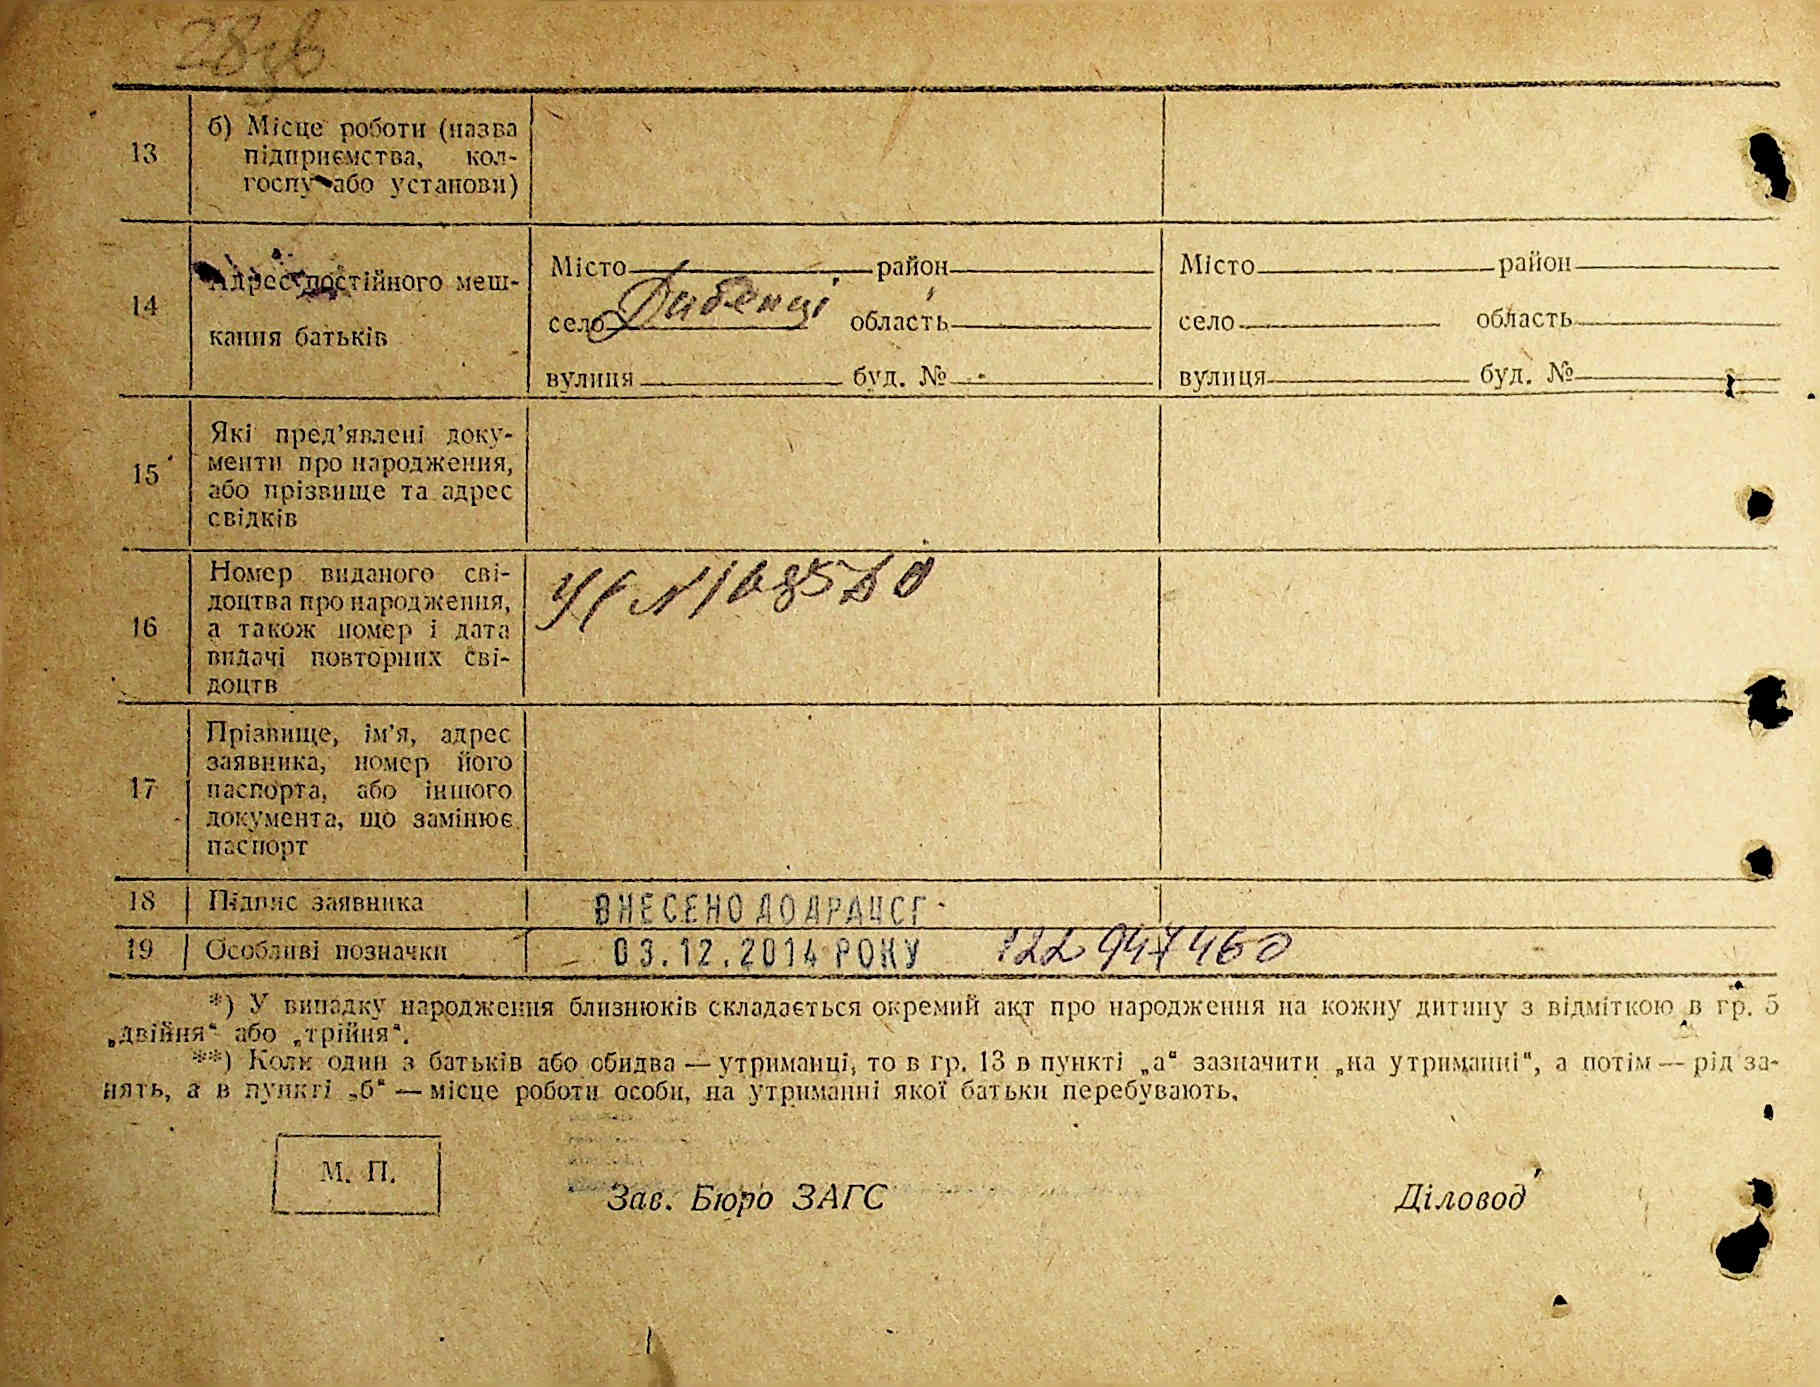 28зв
13
б) Місце роботи (назва
підприємства, кол-
госпу або установи)
14
Адрес постійного меш-
кання батьків
Місто район
село Дибенці область
вулиця буд. №
Місто район
село область
вулиця буд. №
15
Які пред’явлені доку-
менти про народження,
або прізвище та адрес
свідків
16
Номер виданого сві-
доцтва про народження,
а також номер і дата
видачі повторних сві-
доцтв
17
Прізвище, ім’я, адрес
заявника, номер його
паспорта, або іншого
документа, що замінює
паспорт
18 Підпис заявника ВНЕСЕНО ДО ДРАЦСГ
19 Особливі позначки 03.12.2014 РОКУ 122947460
*) У випадку народження близнюків складається окремий акт про народження на кожну дитину з відміткою в гр. 5
„двійня“ або „трійня“.
**) Коли один з батьків або обидва — утриманці, то в гр. 13 в пункті „а“ зазначити „на утриманні“, а потім — рід за-
нять, а в пункті „б“ — місце роботи особи, на утриманні якої батьки перебувають.
М. П.
Зав. Бюро ЗАГС Діловод